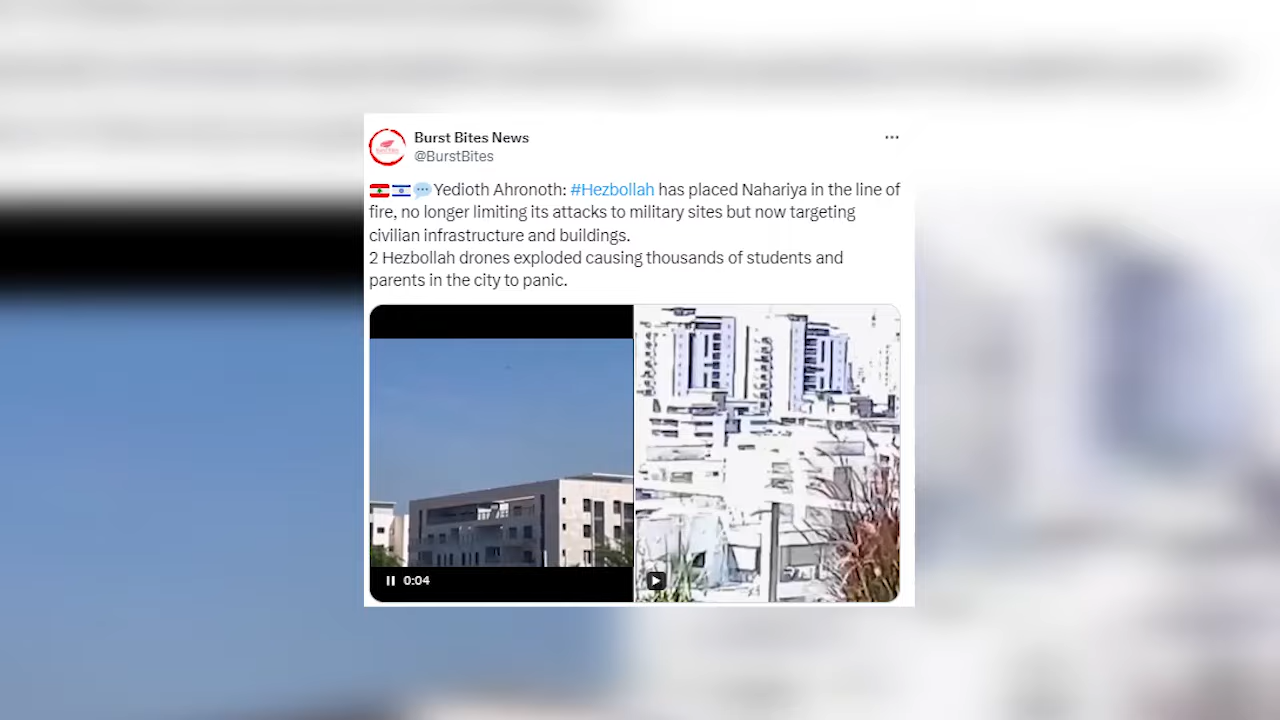 Burst Bites News
@BurstBites
🇱🇧🇮🇱💬Yedioth Ahronoth: #Hezbollah has placed Nahariya in the line of
fire, no longer limiting its attacks to military sites but now targeting
civilian infrastructure and buildings.
2 Hezbollah drones exploded causing thousands of students and
parents in the city to panic.
0:04